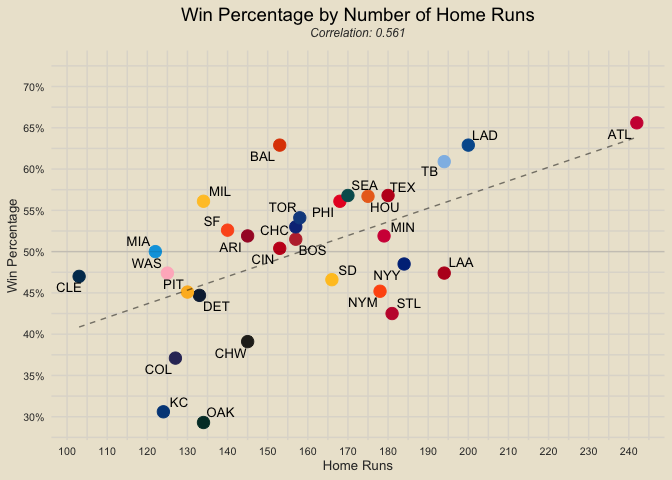 Win Percentage by Number of Home Runs
Correlation: 0.561
70%
65%
60%
55%
50%
45%
40%
35%
30%
Win Percentage
ATL
LAD
BAL
TB
SEA
TEX
MIL
HOU
TOR
PHI
SF
CHC
MIN
ARI
MIA
BOS
CIN
WAS
LAA
SD
NYY
CLE
PIT
NYM
DET
STL
CHW
COL
KC
OAK
100 110 120 130 140 150 160 170 180 190 200 210 220 230 240
Home Runs